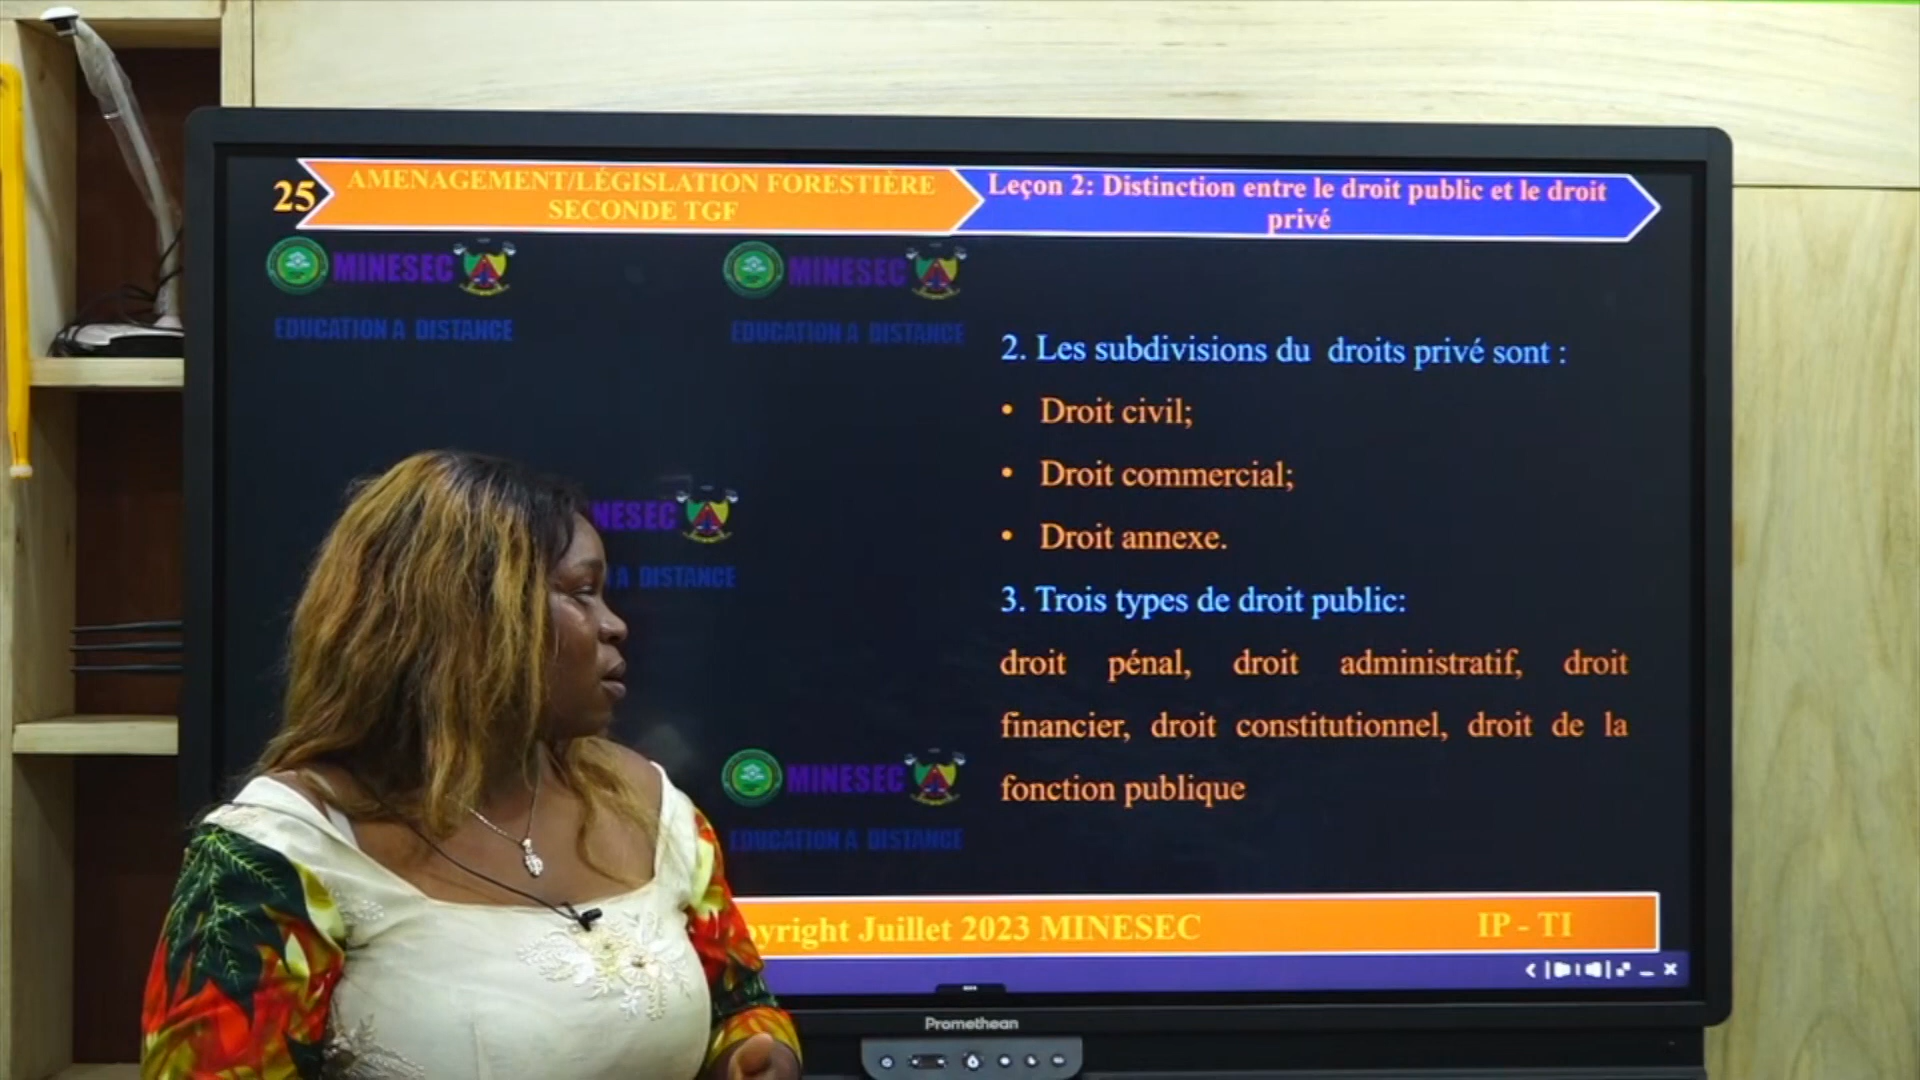 25
AMENAGEMENT/LÉGISLATION FORESTIÈRE
SECONDE TGF
Leçon 2: Distinction entre le droit public et le droit
privé
MINESEC
EDUCATION A DISTANCE
MINESEC
EDUCATION A DISTANCE
2. Les subdivisions du droits privé sont :
• Droit civil;
• Droit commercial;
• Droit annexe.
NESEC
A DISTANCE
3. Trois types de droit public:
droit pénal, droit administratif, droit
financier, droit constitutionnel, droit de la
fonction publique
MINESEC
EDUCATION A DISTANCE
yright Juillet 2023 MINESEC
IP - TI
Promethean